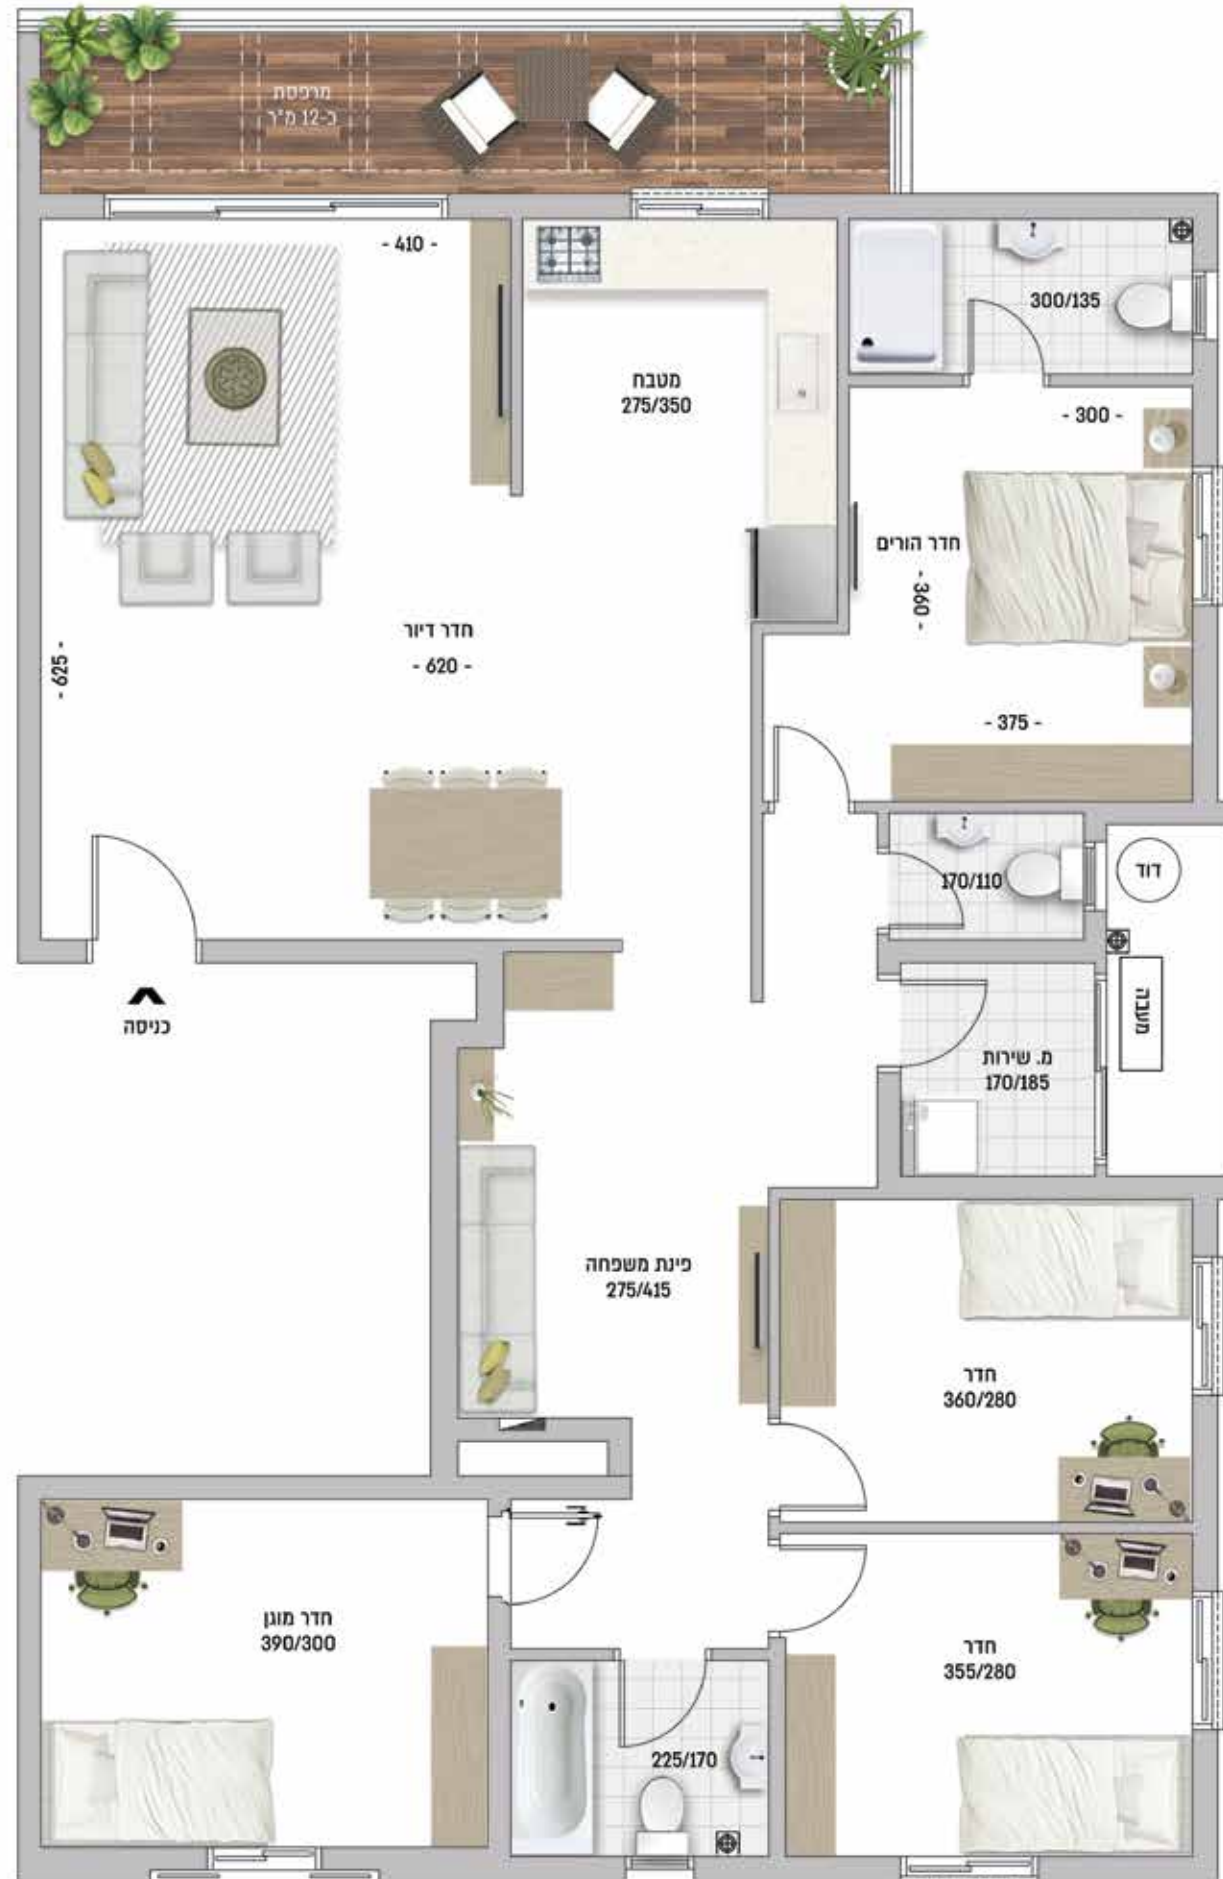 מרפסת
כ-12 מ"ר
- 410 -
300/135
מטבח
275/350
- 300 -
חדר הורים
- 360 -
חדר דיור
- 620 -
- 625 -
- 375 -
170/110
דוד
כניסה
מעבה
מ. שירות
170/185
פינת משפחה
275/415
חדר
360/280
חדר מוגן
390/300
חדר
355/280
225/170